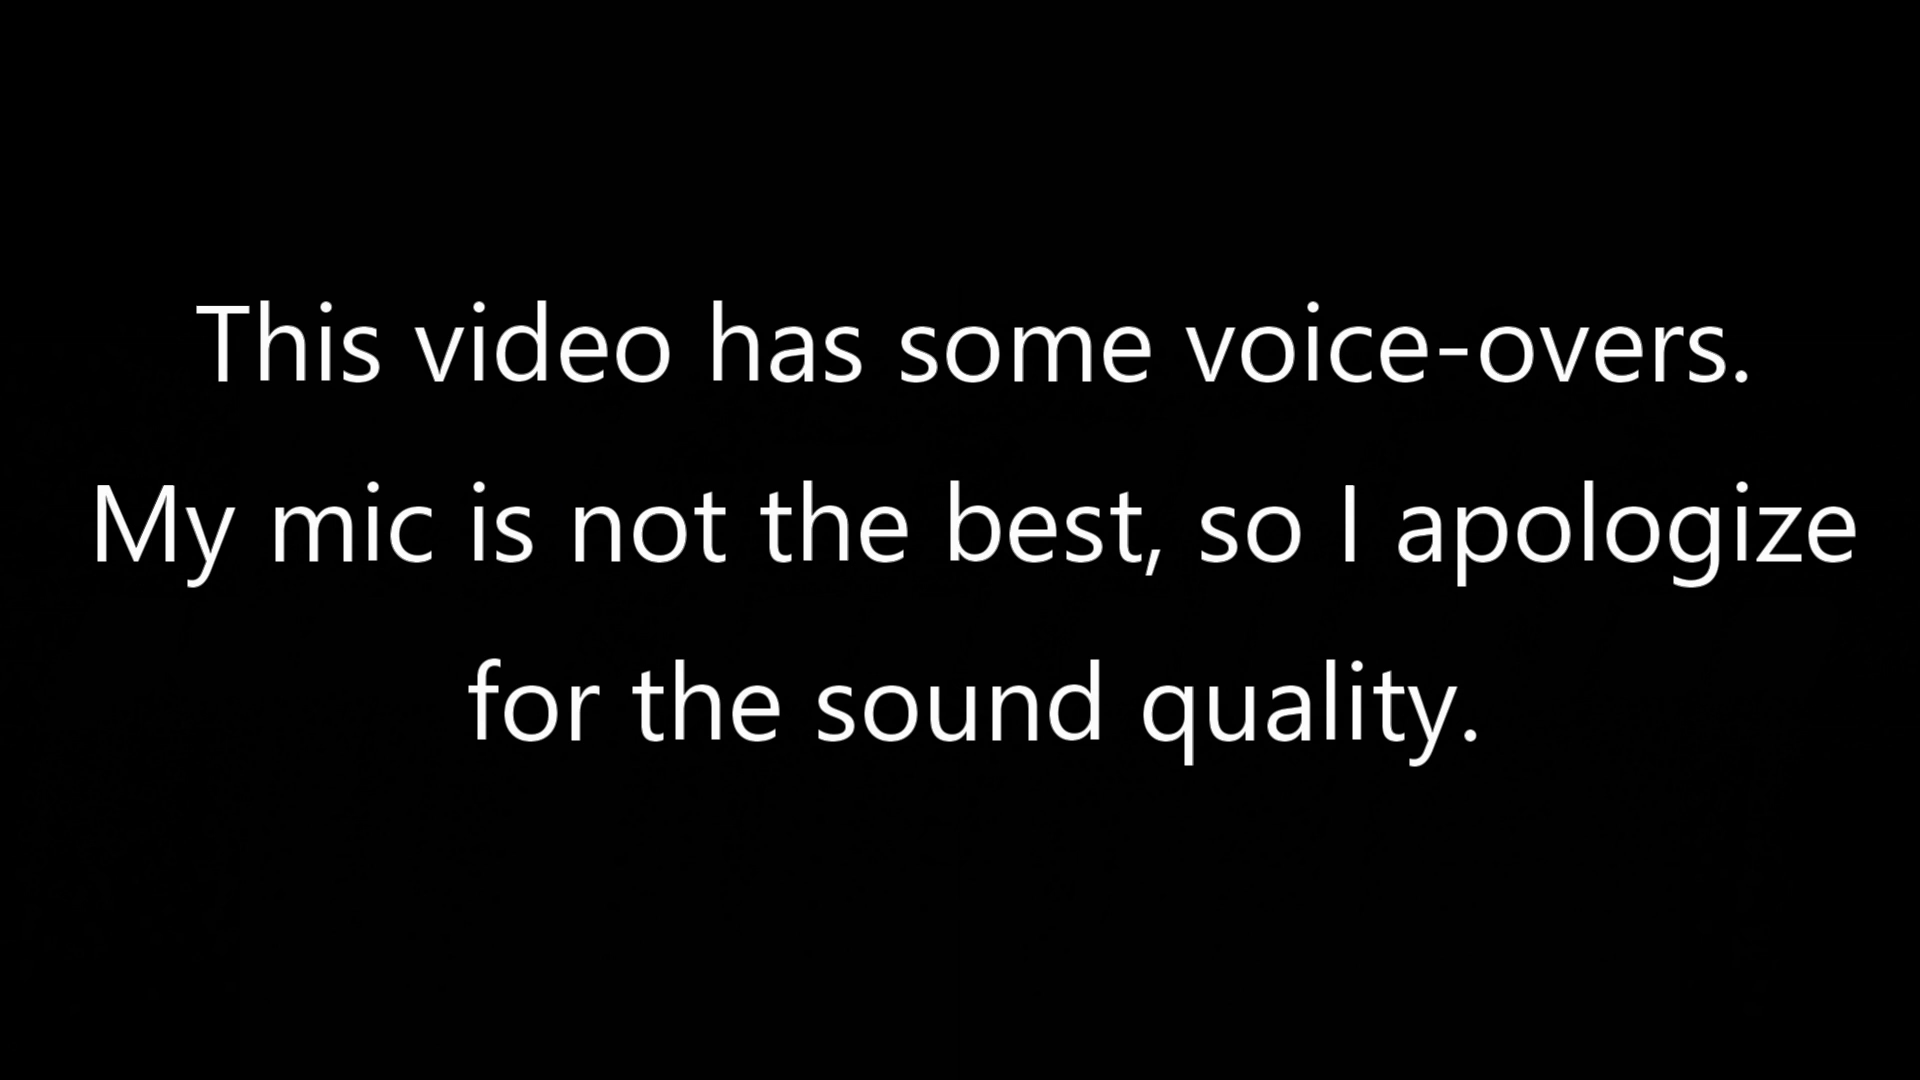 This video has some voice-overs.
My mic is not the best, so I apologize
for the sound quality.